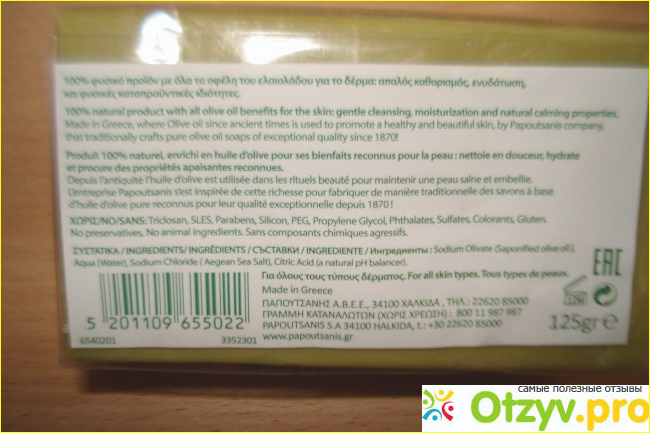 100% φυσικό προϊόν με όλα τα οφέλη του ελαιολάδου για το δέρμα: απαλός καθαρισμός, ενυδάτωση,
και φυσικές καταπραϋντικές ιδιότητες.
100% natural product with all olive oil benefits for the skin: gentle cleansing, moisturization and natural calming properties.
Made in Greece, where Olive oil since ancient times is used to promote a healthy and beautiful skin, by Papoutsanis company,
that traditionally crafts pure olive oil soaps of exceptional quality since 1870!
Produit 100% naturel, enrichi en huile d'olive pour ses bienfaits reconnus pour la peau : nettoie en douceur, hydrate
et procure des propriétés apaisantes reconnues.
Depuis l'antiquité l'huile d'olive est utilisée dans les rituels beauté pour maintenir une peau saine et embellie.
L'entreprise Papoutsanis s'est inspirée de cette richesse pour fabriquer de manière traditionnelle des savons à base
d'huile d'olive pure reconnus pour leur qualité exceptionnelle depuis 1870 !
ΧΩΡΙΣ/NO/SANS: Triclosan, SLES, Parabens, Silicon, PEG, Propylene Glycol, Phthalates, Sulfates, Colorants, Gluten.
No preservatives. No animal ingredients. Sans composants chimiques agressifs.
ΣΥΣΤΑΤΙΚΑ / INGREDIENTS/ INGRÉDIENTS / СЪСТАВКИ / INGREDIENTE / Ингредиенты : Sodium Olivate (Saponified olive oil ),
Aqua (Water), Sodium Chloride ( Aegean Sea Salt), Citric Acid (a natural pH balancer).
Για όλους τους τύπους δέρματος. For all skin types. Tous types de peaux.
Made in Greece
ΠΑΠΟΥΤΣΑΝΗΣ Α.Β.Ε.Ε., 34100 ΧΑΛΚΙΔΑ , ΤΗΛ.: 22620 85000
ΓΡΑΜΜΗ ΚΑΤΑΝΑΛΩΤΩΝ (ΧΩΡΙΣ ΧΡΕΩΣΗ) : 800 11 987 987
PAPOUTSANIS S.A 34100 HALKIDA, t.: +30 22620 85000
www.papoutsanis.gr
5 201109 655022
6540201 3352301
EAC
12M
125gr e
самые полезные отзывы
Otzyv.pro